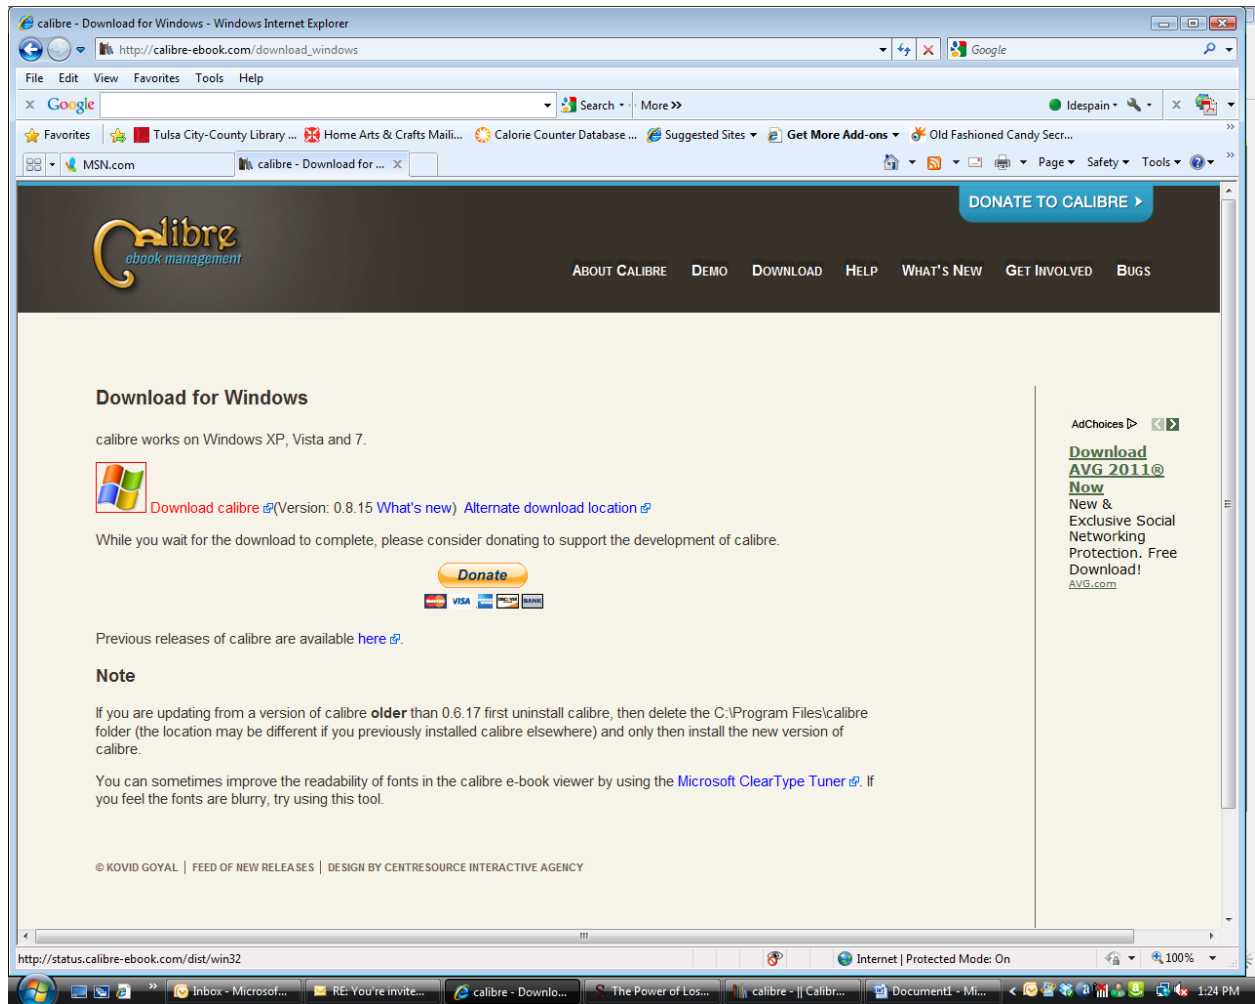 calibre - Download for Windows - Windows Internet Explorer
http://calibre-ebook.com/download_windows
Google
File Edit View Favorites Tools Help
x Google Search More >> Idespain
Favorites Tulsa City-County Library ... Home Arts & Crafts Maili... Calorie Counter Database ... Suggested Sites Get More Add-ons Old Fashioned Candy Secr...
MSN.com calibre - Download for ... X Page Safety Tools
DONATE TO CALIBRE
Calibre
ebook management
ABOUT CALIBRE DEMO DOWNLOAD HELP WHAT'S NEW GET INVOLVED BUGS
Download for Windows
calibre works on Windows XP, Vista and 7.
Download calibre (Version: 0.8.15 What's new) Alternate download location
While you wait for the download to complete, please consider donating to support the development of calibre.
Donate
VISA BANK
Previous releases of calibre are available here.
Note
If you are updating from a version of calibre older than 0.6.17 first uninstall calibre, then delete the C:\Program Files\calibre
folder (the location may be different if you previously installed calibre elsewhere) and only then install the new version of
calibre.
You can sometimes improve the readability of fonts in the calibre e-book viewer by using the Microsoft ClearType Tuner. If
you feel the fonts are blurry, try using this tool.
© KOVID GOYAL | FEED OF NEW RELEASES | DESIGN BY CENTRESOURCE INTERACTIVE AGENCY
AdChoices
Download
AVG 2011®
Now
New &
Exclusive Social
Networking
Protection. Free
Download!
AVG.com
http://status.calibre-ebook.com/dist/win32 Internet | Protected Mode: On 100%
Inbox - Microsof... RE: You're invite... calibre - Downlo... The Power of Los... calibre - || Calibr... Document1 - Mi... 1:24 PM